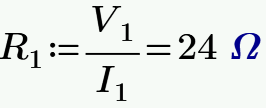 R₁ := V₁ / I₁ = 24 Ω